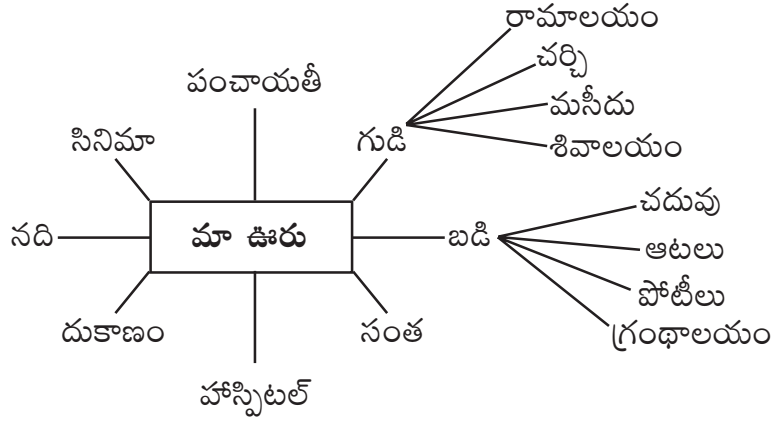 రామాలయం
చర్చి
పంచాయతీ
మసీదు
సినిమా
గుడి
శివాలయం
చదువు
నది
మా ఊరు
బడి
ఆటలు
పోటీలు
దుకాణం
సంత
గ్రంథాలయం
హాస్పిటల్